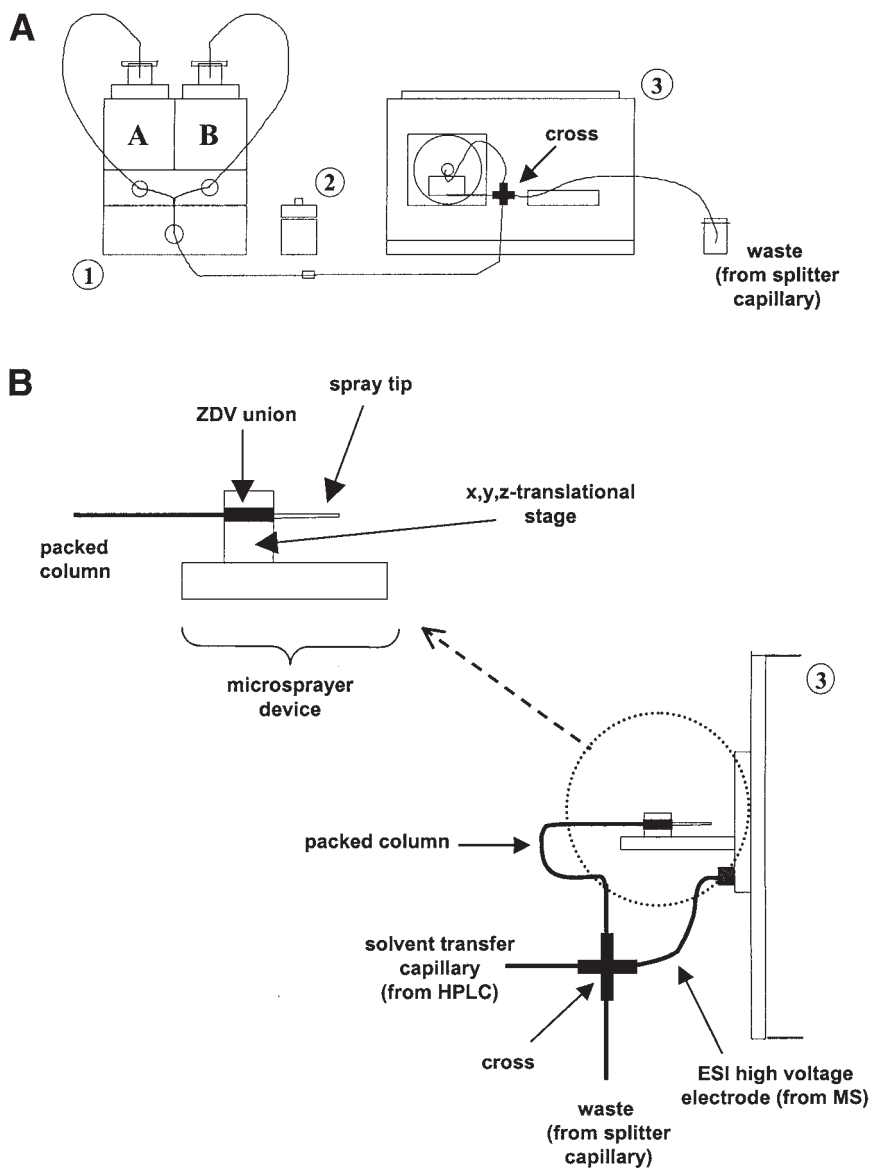 A
A
B
1
2
3
cross
waste
(from splitter
capillary)
B
spray tip
ZDV union
x,y,z-translational
stage
packed
column
microsprayer
device
3
packed column
solvent transfer
capillary
(from HPLC)
cross
ESI high voltage
electrode (from MS)
waste
(from splitter
capillary)